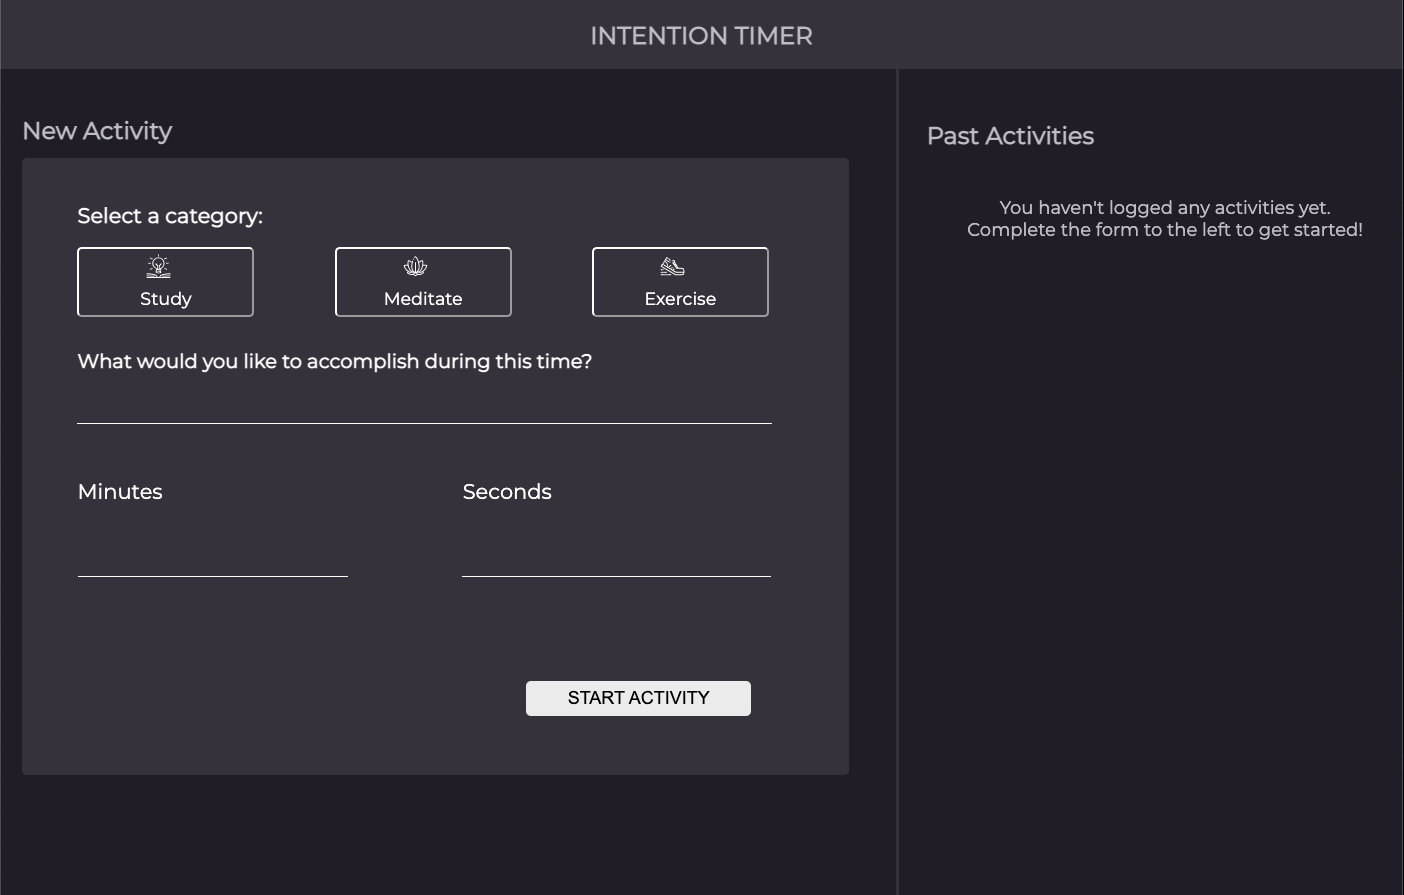 INTENTION TIMER
New Activity
Select a category:
Study
Meditate
Exercise
What would you like to accomplish during this time?
Minutes
Seconds
START ACTIVITY
Past Activities
You haven't logged any activities yet.
Complete the form to the left to get started!